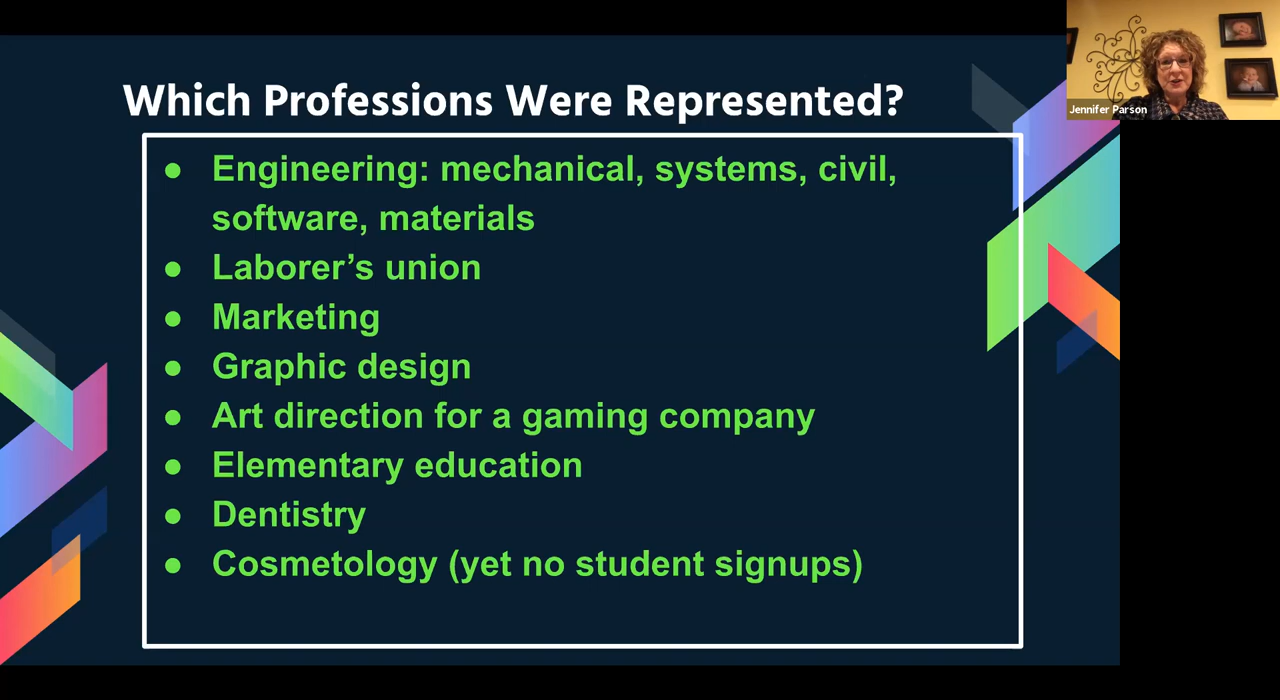 Which Professions Were Represented?
Jennifer Parson
● Engineering: mechanical, systems, civil,
software, materials
● Laborer’s union
● Marketing
● Graphic design
● Art direction for a gaming company
● Elementary education
● Dentistry
● Cosmetology (yet no student signups)